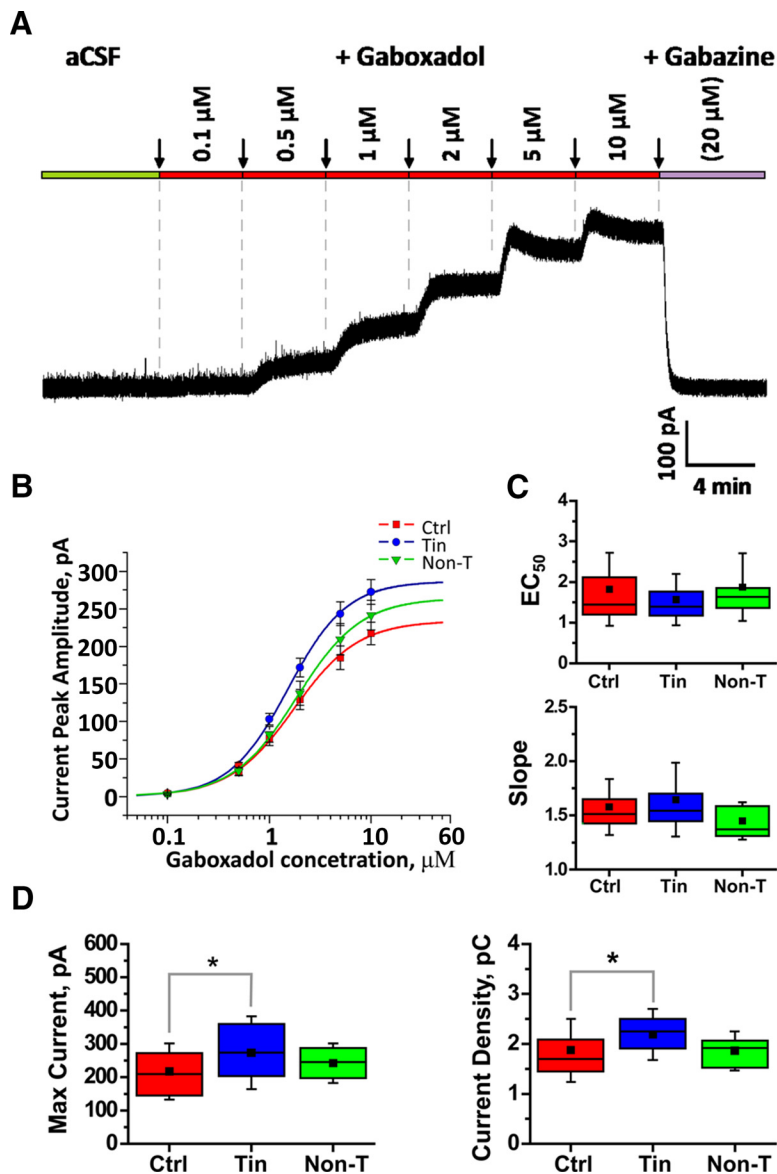 A
aCSF
+ Gaboxadol
+ Gabazine
0.1 μM
0.5 μM
1 μM
2 μM
5 μM
10 μM
(20 μM)
100 pA
4 min
B
Ctrl
Tin
Non-T
Current Peak Amplitude, pA
300
250
200
150
100
50
0
0.1
1
10
60
Gaboxadol concetration, μM
C
EC50
4
3
2
1
0
Ctrl
Tin
Non-T
Slope
2.5
2.0
1.5
1.0
Ctrl
Tin
Non-T
D
Max Current, pA
600
500
400
300
200
100
0
*
Ctrl
Tin
Non-T
Current Density, pC
4
3
2
1
0
*
Ctrl
Tin
Non-T